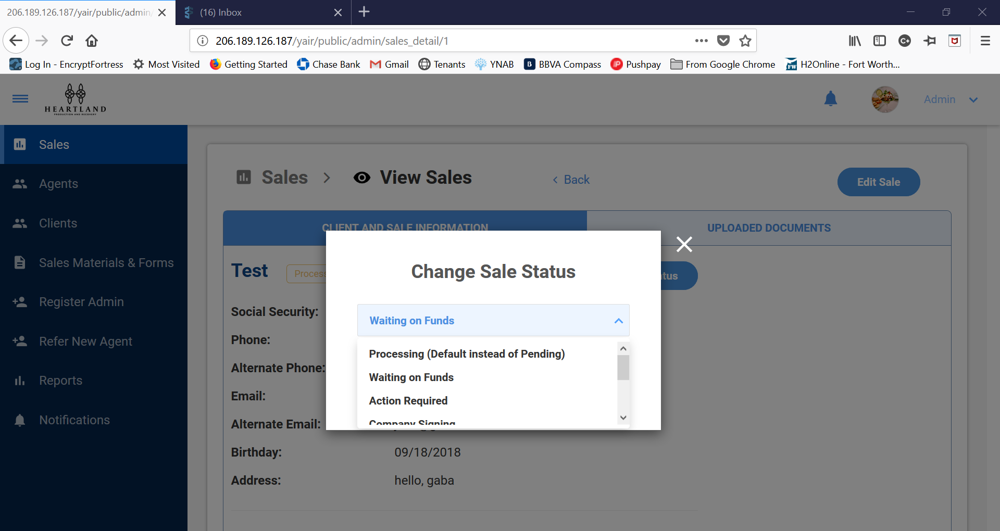 206.189.126.187/yair/public/admin/
(16) Inbox
206.189.126.187/yair/public/admin/sales_detail/1
Log In - EncryptFortress
Most Visited
Getting Started
Chase Bank
Gmail
Tenants
YNAB
BBVA Compass
Pushpay
From Google Chrome
H2Online - Fort Worth...
HEARTLAND
PRODUCTION AND RECOVERY
Admin
Sales
Agents
Clients
Sales Materials & Forms
Register Admin
Refer New Agent
Reports
Notifications
Sales > View Sales
< Back
Edit Sale
CLIENT AND SALE INFORMATION
UPLOADED DOCUMENTS
Test
Process
tus
Social Security:
Phone:
Alternate Phone:
Email:
Alternate Email:
Birthday: 09/18/2018
Address: hello, gaba
Change Sale Status
Waiting on Funds
Processing (Default instead of Pending)
Waiting on Funds
Action Required
Company Signing